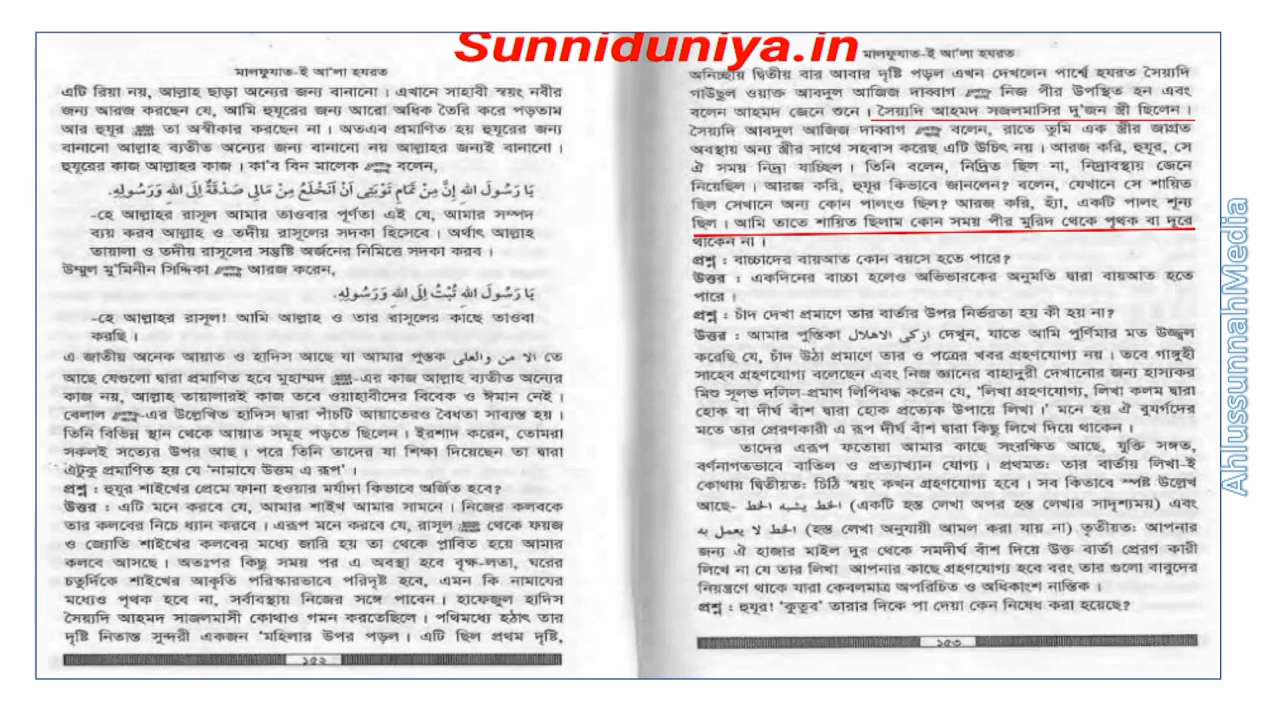 Sunniduniya.in
মালফুযাত-ই আ'লা হযরত
এটি রিয়া নয়, আল্লাহ ছাড়া অন্যের জন্য বানানো । এখানে সাহাবী স্বয়ং নবীর
জন্য আরজ করছেন যে, আমি হুযুরের জন্য আরো অধিক তৈরি করে পড়তাম
আর হুযুর ﷺ তা অস্বীকার করছেন না । অতএব প্রমাণিত হয় হুযুরের জন্য
বানানো আল্লাহ ব্যতীত অন্যের জন্য বানানো নয় আল্লাহর জন্যই বানানো ।
হুযুরের কাজ আল্লাহর কাজ । কা'ব বিন মালেক বলেন,
يَا رَسُولَ اللهِ إِنَّ مِنْ تَمَامِ تَوْبَتِى اَنْ اَنْخَلِعُ مِنْ مَالِى صَدَقَةٌ إِلَى اللهِ وَرَسُولِهِ.
-হে আল্লাহর রাসূল আমার তাওবার পূর্ণতা এই যে, আমার সম্পদ
ব্যয় করব আল্লাহ ও তদীয় রাসূলের সদকা হিসেবে । অর্থাৎ আল্লাহ
তায়ালা ও তদীয় রাসূলের সন্তুষ্টি অর্জনের নিমিত্তে সদকা করব ।
উম্মুল মু'মিনীন সিদ্দিকা আরজ করেন,
يَا رَسُوْلَ اللهِ تُبْتُ إِلَى اللهِ وَرَسُوْلِهِ.
-হে আল্লাহর রাসূল! আমি আল্লাহ ও তার রাসূলের কাছে তাওবা
করছি ।
এ জাতীয় অনেক আয়াত ও হাদিস আছে যা আমার পুস্তক الا من والعلى তে
আছে যেগুলো দ্বারা প্রমাণিত হবে মুহাম্মদ ﷺ-এর কাজ আল্লাহ ব্যতীত অন্যের
কাজ নয়, আল্লাহ তায়ালারই কাজ তবে ওয়াহাবীদের বিবেক ও ঈমান নেই ।
বেলাল -এর উল্লেখিত হাদিস দ্বারা পাঁচটি আয়াতেরও বৈধতা সাব্যস্ত হয় ।
তিনি বিভিন্ন স্থান থেকে আয়াত সমূহ পড়তে ছিলেন । ইরশাদ করেন, তোমরা
সকলই সত্যের উপর আছ । পরে তিনি তাদের যা শিক্ষা দিয়েছেন তা দ্বারা
এটুকু প্রমাণিত হয় যে 'নামাযে উত্তম এ রূপ' ।
প্রশ্ন : হুযুর শাইখের প্রেমে ফানা হওয়ার মর্যাদা কিভাবে অর্জিত হবে?
উত্তর : এটি মনে করবে যে, আমার শাইখ আমার সামনে । নিজের কলবকে
তার কলবের নিচে ধ্যান করবে । এরূপ মনে করবে যে, রাসূল ﷺ থেকে ফয়জ
ও জ্যোতি শাইখের কলবের মধ্যে জারি হয় তা থেকে প্লাবিত হয়ে আমার
কলবে আসছে । অতঃপর কিছু সময় পর এ অবস্থা হবে বৃক্ষ-লতা, ঘরের
চতুর্দিকে শাইখের আকৃতি পরিস্কারভাবে পরিদৃষ্ট হবে, এমন কি নামাযের
মধ্যেও পৃথক হবে না, সর্বাবস্থায় নিজের সঙ্গে পাবেন । হাফেজুল হাদিস
সৈয়্যদি আহমদ সাজলমাসী কোথাও গমন করতেছিলে । পথিমধ্যে হঠাৎ তার
দৃষ্টি নিতান্ত সুন্দরী একজন 'মহিলার উপর পড়ল । এটি ছিল প্রথম দৃষ্টি,
১৫২
মালফুযাত-ই আ'লা হযরত
অনিচ্ছায় দ্বিতীয় বার আবার দৃষ্টি পড়ল এখন দেখলেন পার্শ্বে হযরত সৈয়্যদি
গাউছুল ওয়াক্ত আবদুল আজিজ দাব্বাগ নিজ পীর উপস্থিত হন এবং
বলেন আহমদ জেনে শুনে । সৈয়্যদি আহমদ সজলমাসির দু'জন স্ত্রী ছিলেন ।
সৈয়্যদি আবদুল আজিজ দাব্বাগ বলেন, রাতে তুমি এক স্ত্রীর জাগ্রত
অবস্থায় অন্য স্ত্রীর সাথে সহবাস করেছ এটি উচিৎ নয় । আরজ করি, হুযুর, সে
ঐ সময় নিদ্রা যাচ্ছিল । তিনি বলেন, নিদ্রিত ছিল না, নিদ্রাবস্থায় জেনে
নিয়েছিল । আরজ করি, হুযুর কিভাবে জানলেন? বলেন, যেখানে সে শায়িত
ছিল সেখানে অন্য কোন পালংও ছিল? আরজ করি, হ্যাঁ, একটি পালং শূন্য
ছিল । আমি তাতে শায়িত ছিলাম কোন সময় পীর মুরিদ থেকে পৃথক বা দূরে
থাকেন না ।
প্রশ্ন : বাচ্চাদের বায়আত কোন বয়সে হতে পারে?
উত্তর : একদিনের বাচ্চা হলেও অভিভাবকের অনুমতি দ্বারা বায়আত হতে
পারে ।
প্রশ্ন : চাঁদ দেখা প্রমাণে তার বার্তার উপর নির্ভরতা হয় কী হয় না?
উত্তর : আমার পুস্তিকা ازكى الاهلال দেখুন, যাতে আমি পুর্ণিমার মত উজ্জ্বল
করেছি যে, চাঁদ উঠা প্রমাণে তার ও পত্রের খবর গ্রহণযোগ্য নয় । তবে গাঙ্গুহী
সাহেব গ্রহণযোগ্য বলেছেন এবং নিজ জ্ঞানের বাহাদুরী দেখানোর জন্য হাস্যকর
মিশু সূলভ দলিল-প্রমাণ লিপিবদ্ধ করেন যে, 'লিখা গ্রহণযোগ্য, লিখা কলম দ্বারা
হোক বা দীর্ঘ বাঁশ দ্বারা হোক প্রত্যেক উপায়ে লিখা ।' মনে হয় ঐ বুযর্গদের
মতে তার প্রেরণকারী এ রূপ দীর্ঘ বাঁশ দ্বারা কিছু লিখে দিয়ে থাকেন ।
তাদের এরূপ ফতোয়া আমার কাছে সংরক্ষিত আছে, যুক্তি সঙ্গত,
বর্ণনাগতভাবে বাতিল ও প্রত্যাখ্যান যোগ্য । প্রথমত: তার বার্তায় লিখা-ই
কোথায় দ্বিতীয়ত: চিঠি স্বয়ং কখন গ্রহণযোগ্য হবে । সব কিতাবে স্পষ্ট উল্লেখ
আছে- الخط يشبه الخط (একটি হস্ত লেখা অপর হস্ত লেখার সাদৃশ্যময়) এবং
الخط لا يعمل به (হস্ত লেখা অনুযায়ী আমল করা যায় না) তৃতীয়ত: আপনার
জন্য ঐ হাজার মাইল দুর থেকে সমদীর্ঘ বাঁশ দিয়ে উক্ত বার্তা প্রেরণ কারী
লিখে না যে তার লিখা আপনার কাছে গ্রহণযোগ্য হবে বরং তার গুলো বাবুদের
নিয়ন্ত্রণে থাকে যারা কেবলমাত্র অপরিচিত ও অধিকাংশ নাস্তিক ।
প্রশ্ন : হুযুর! 'কুতুব' তারার দিকে পা দেয়া কেন নিষেধ করা হয়েছে?
১৫৩
AhlussunnahMedia